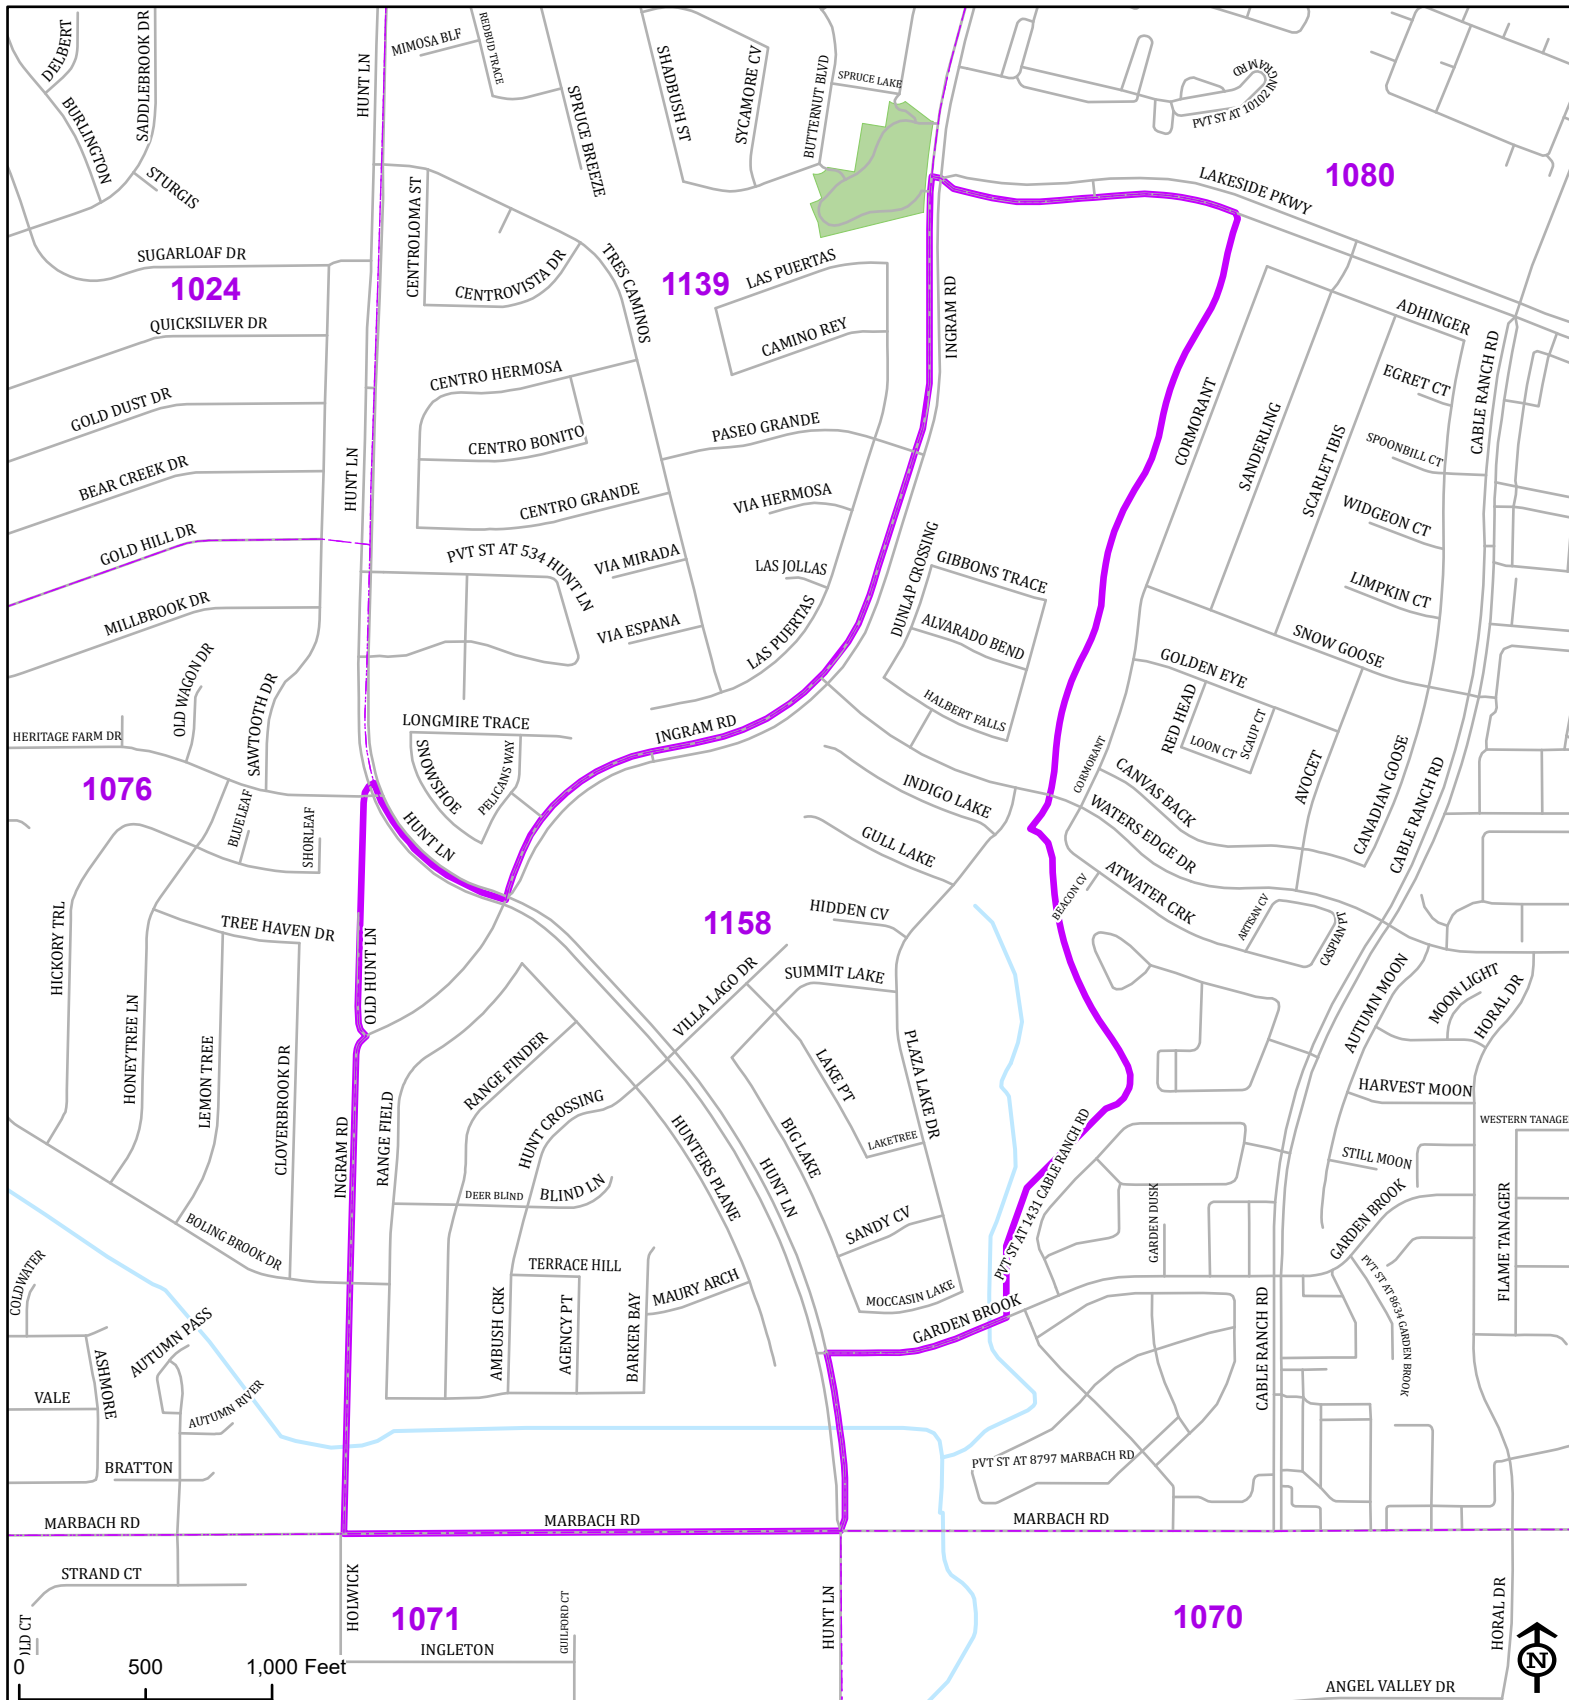 DELBERT
SADDLEBROOK DR
BURLINGTON
STURGIS
HUNT LN
MIMOSA BLF
REDBUD TRACE
SPRUCE BREEZE
SHADBUSH ST
SYCAMORE CV
BUTTERNUT BLVD
SPRUCE LAKE
INGRAM RD
PVT ST AT 10102 INGRAM RD
1080
LAKESIDE PKWY
SUGARLOAF DR
1024
CENTROLOMA ST
CENTROVISTA DR
TRES CAMINOS
1139
LAS PUERTAS
CAMINO REY
QUICKSILVER DR
ADHINGER
CABLE RANCH RD
EGRET CT
CENTRO HERMOSA
GOLD DUST DR
CENTRO BONITO
PASEO GRANDE
CORMORANT
SANDERLING
SCARLET IBIS
SPOONBILL CT
BEAR CREEK DR
HUNT LN
CENTRO GRANDE
VIA HERMOSA
WIDGEON CT
GOLD HILL DR
PVT ST AT 534 HUNT LN
VIA MIRADA
LAS JOLLAS
DUNLAP CROSSING
GIBBONS TRACE
LIMPKIN CT
MILLBROOK DR
VIA ESPANA
LAS PUERTAS
ALVARADO BEND
SNOW GOOSE
GOLDEN EYE
OLD WAGON DR
SAWTOOTH DR
HALBERT FALLS
RED HEAD
LOON CT
SCAUP CT
HERITAGE FARM DR
LONGMIRE TRACE
INGRAM RD
SNOWSHOE
PELICANS WAY
CORMORANT
CANVAS BACK
AVOCET
CANADIAN GOOSE
CABLE RANCH RD
1076
INDIGO LAKE
WATERS EDGE DR
BLUELEAF
SHORLEAF
HUNT LN
GULL LAKE
ATWATER CRK
BEACON CV
HICKORY TRL
TREE HAVEN DR
1158
HIDDEN CV
ARTISAN CV
CASPIAN PT
OLD HUNT LN
VILLA LAGO DR
SUMMIT LAKE
AUTUMN MOON
MOON LIGHT
HORAL DR
HONEYTREE LN
LEMON TREE
CLOVERBROOK DR
RANGE FINDER
LAKE PT
PLAZA LAKE DR
HARVEST MOON
INGRAM RD
RANGE FIELD
HUNT CROSSING
HUNTERS PLANE
BIG LAKE
LAKETREE
PVT ST AT 1431 CABLE RANCH RD
WESTERN TANAGE
STILL MOON
DEER BLIND
BLIND LN
HUNT LN
SANDY CV
GARDEN DUSK
GARDEN BROOK
FLAME TANAGER
BOLING BROOK DR
COLDWATER
TERRACE HILL
MAURY ARCH
MOCCASIN LAKE
GARDEN BROOK
PVT ST AT 8634 GARDEN BROOK
AUTUMN PASS
AMBUSH CRK
AGENCY PT
BARKER BAY
CABLE RANCH RD
ASHMORE
VALE
AUTUMN RIVER
BRATTON
PVT ST AT 8797 MARBACH RD
MARBACH RD
MARBACH RD
MARBACH RD
STRAND CT
HOLWICK
1071
GUILFORD CT
HUNT LN
1070
HORAL DR
INGLETON
LD CT
0 500 1,000 Feet
N
ANGEL VALLEY DR